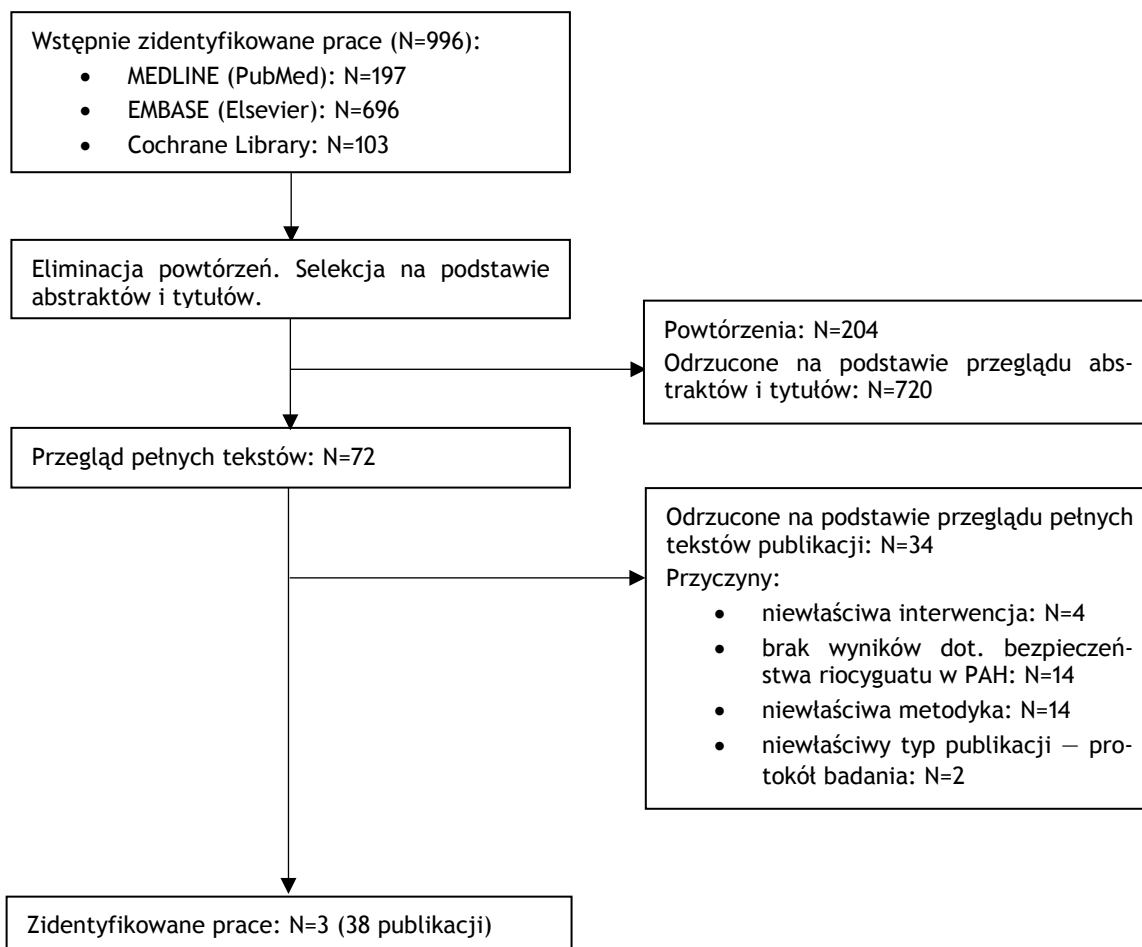 Wstępnie zidentyfikowane prace (N=996):
• MEDLINE (PubMed): N=197
• EMBASE (Elsevier): N=696
• Cochrane Library: N=103
Eliminacja powtórzeń. Selekcja na podstawie
abstraktów i tytułów.
Powtórzenia: N=204
Odrzucone na podstawie przeglądu abs-
traktów i tytułów: N=720
Przegląd pełnych tekstów: N=72
Odrzucone na podstawie przeglądu pełnych
tekstów publikacji: N=34
Przyczyny:
• niewłaściwa interwencja: N=4
• brak wyników dot. bezpieczeń-
stwa riocyguatu w PAH: N=14
• niewłaściwa metodyka: N=14
• niewłaściwy typ publikacji — pro-
tokół badania: N=2
Zidentyfikowane prace: N=3 (38 publikacji)